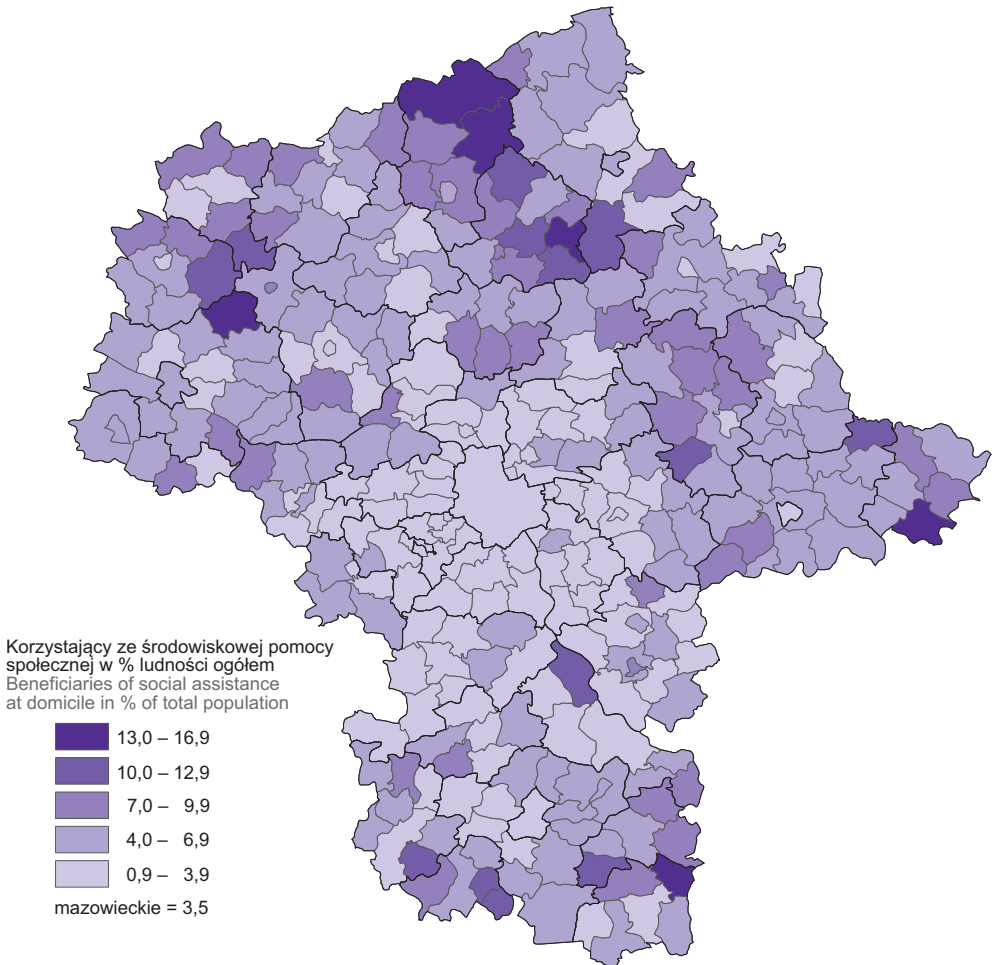 Korzystający ze środowiskowej pomocy
społecznej w % ludności ogółem
Beneficiaries of social assistance
at domicile in % of total population
13,0 – 16,9
10,0 – 12,9
7,0 – 9,9
4,0 – 6,9
0,9 – 3,9
mazowieckie = 3,5